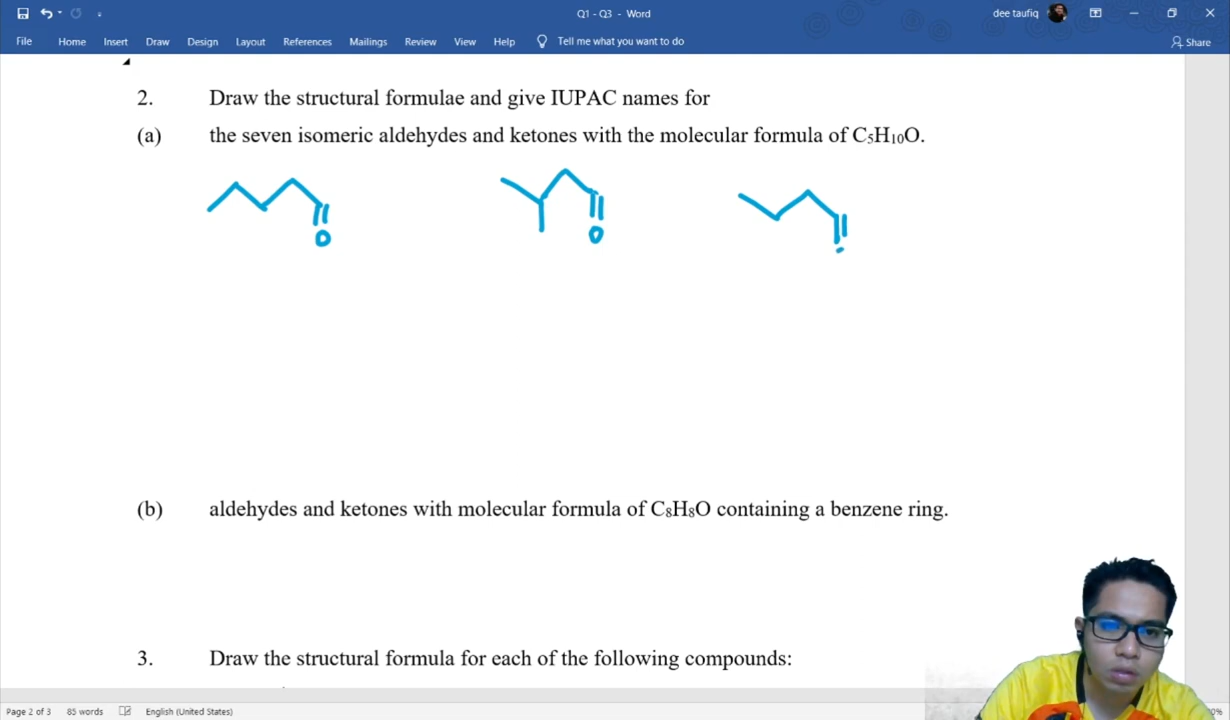 Q1 - Q3 - Word
dee taufiq
File Home Insert Draw Design Layout References Mailings Review View Help Tell me what you want to do
Share
2. Draw the structural formulae and give IUPAC names for
(a) the seven isomeric aldehydes and ketones with the molecular formula of C₅H₁₀O.
O O
(b) aldehydes and ketones with molecular formula of C₈H₈O containing a benzene ring.
3. Draw the structural formula for each of the following compounds:
Page 2 of 3 85 words English (United States)